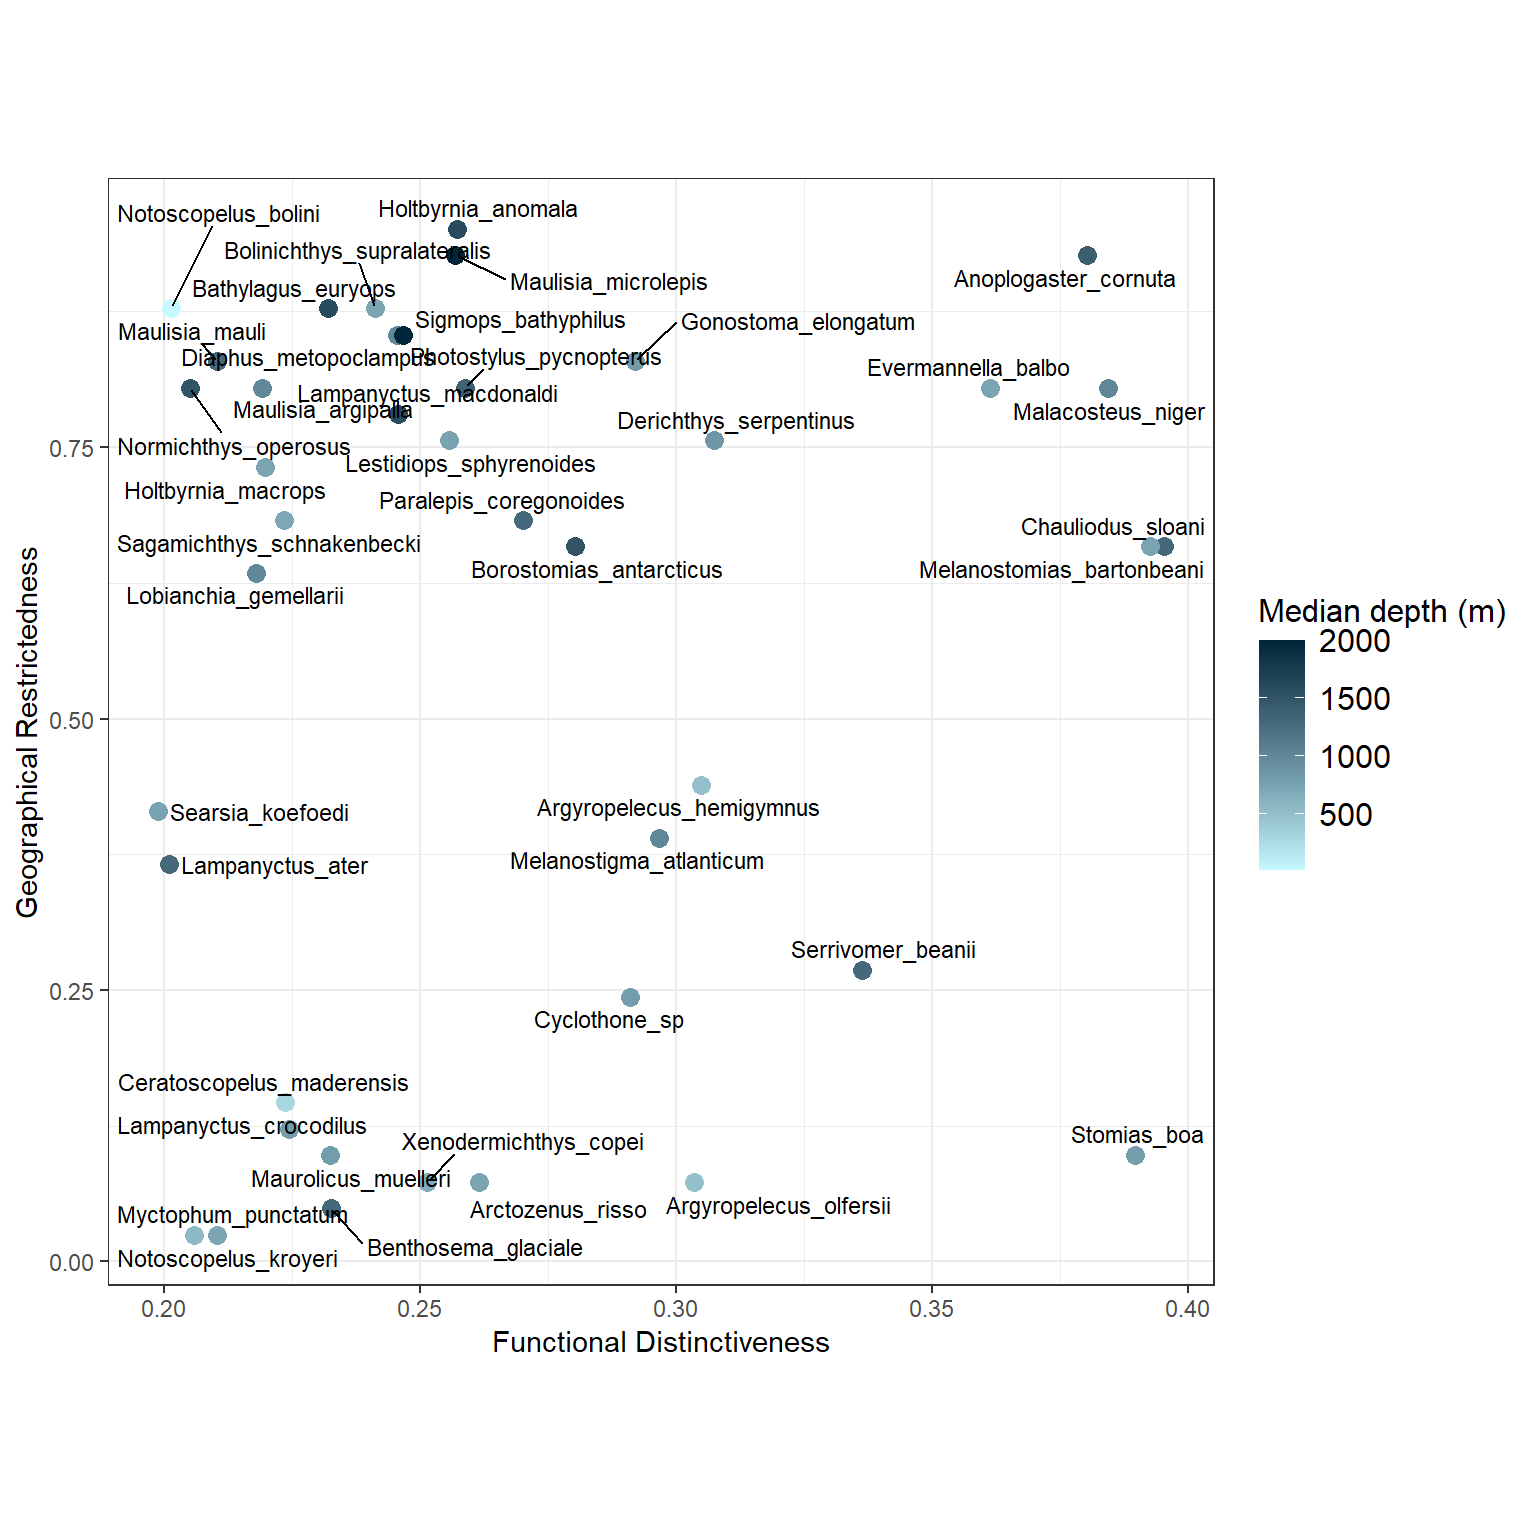 Notoscopelus_bolini
Holtbyrnia_anomala
Bolinichthys_supralateralis
Anoplogaster_cornuta
Maulisia_microlepis
Bathylagus_euryops
Sigmops_bathyphilus
Gonostoma_elongatum
Maulisia_mauli
Diaphus_metopoclampus
Photostylus_pycnopterus
Evermannella_balbo
Lampanyctus_macdonaldi
Maulisia_argipalla
Malacosteus_niger
Derichthys_serpentinus
Normichthys_operosus
Lestidiops_sphyrenoides
Holtbyrnia_macrops
Paralepis_coregonoides
Chauliodus_sloani
Sagamichthys_schnakenbecki
Borostomias_antarcticus
Melanostomias_bartonbeani
Lobianchia_gemellarii
Argyropelecus_hemigymnus
Searsia_koefoedi
Melanostigma_atlanticum
Lampanyctus_ater
Serrivomer_beanii
Cyclothone_sp
Ceratoscopelus_maderensis
Lampanyctus_crocodilus
Xenodermichthys_copei
Stomias_boa
Maurolicus_muelleri
Arctozenus_risso
Argyropelecus_olfersii
Myctophum_punctatum
Benthosema_glaciale
Notoscopelus_kroyeri
0.75
0.50
0.25
0.00
Geographical Restrictedness
0.20 0.25 0.30 0.35 0.40
Functional Distinctiveness
Median depth (m)
2000
1500
1000
500